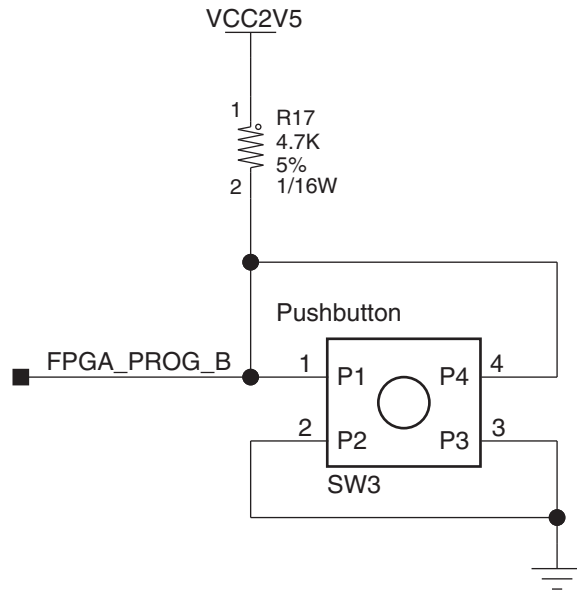 VCC2V5
1
R17
4.7K
5%
2
1/16W
Pushbutton
FPGA_PROG_B
1
P1
P4
4
2
P2
P3
3
SW3